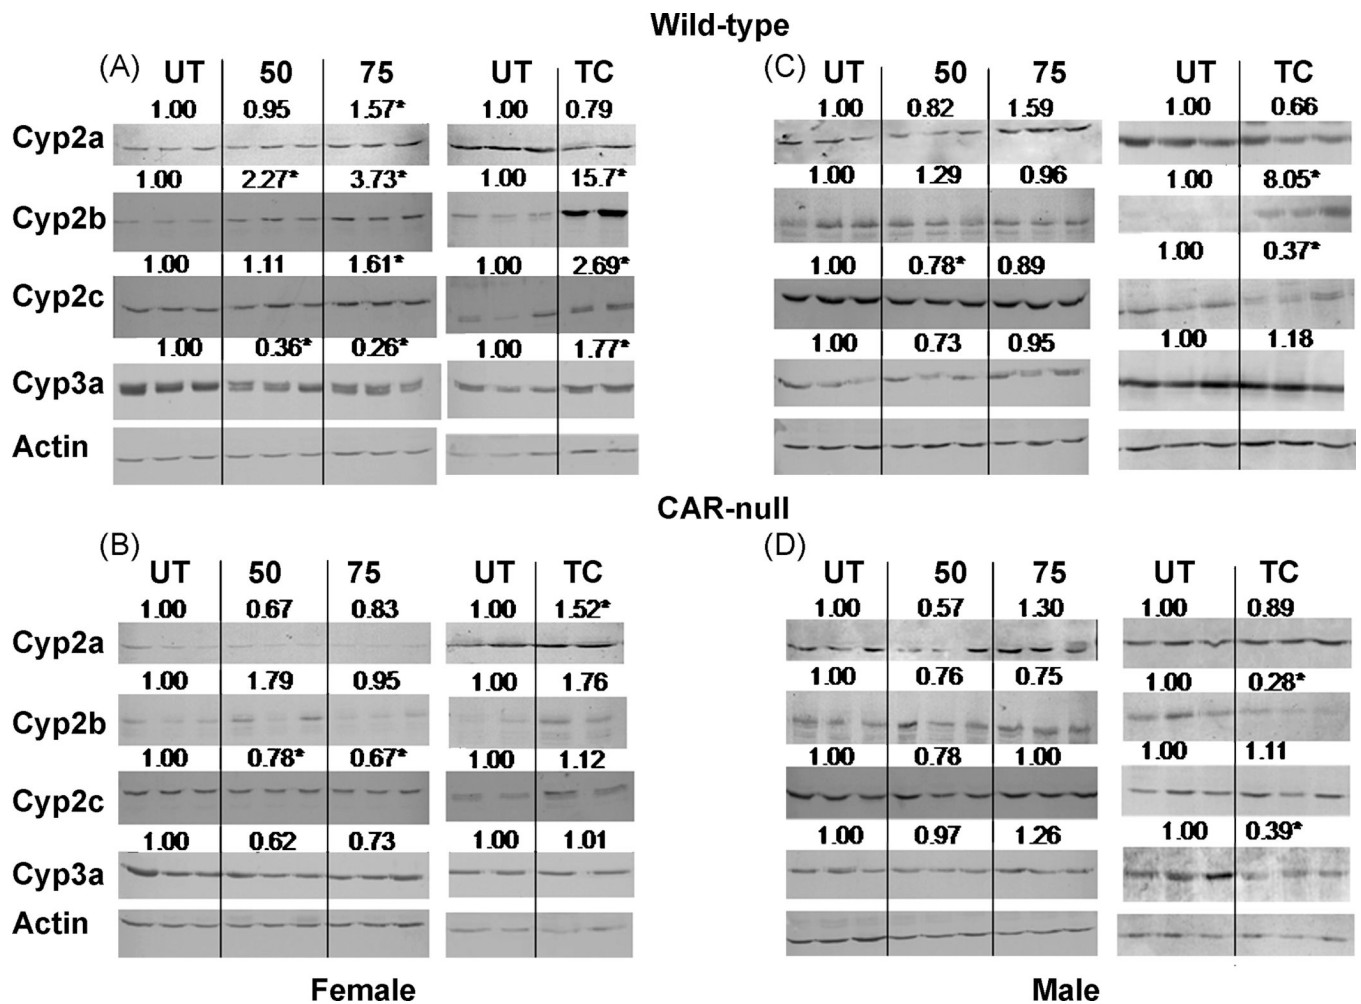 Wild-type
(A) UT 50 75 UT TC
1.00 0.95 1.57* 1.00 0.79
Cyp2a
1.00 2.27* 3.73* 1.00 15.7*
Cyp2b
1.00 1.11 1.61* 1.00 2.69*
Cyp2c
1.00 0.36* 0.26* 1.00 1.77*
Cyp3a
Actin
(C) UT 50 75 UT TC
1.00 0.82 1.59 1.00 0.66
1.00 1.29 0.96 1.00 8.05*
1.00 0.78* 0.89 1.00 0.37*
1.00 0.73 0.95 1.00 1.18
CAR-null
(B) UT 50 75 UT TC
1.00 0.67 0.83 1.00 1.52*
Cyp2a
1.00 1.79 0.95 1.00 1.76
Cyp2b
1.00 0.78* 0.67* 1.00 1.12
Cyp2c
1.00 0.62 0.73 1.00 1.01
Cyp3a
Actin
Female
(D) UT 50 75 UT TC
1.00 0.57 1.30 1.00 0.89
1.00 0.76 0.75 1.00 0.28*
1.00 0.78 1.00 1.00 1.11
1.00 0.97 1.26 1.00 0.39*
Male